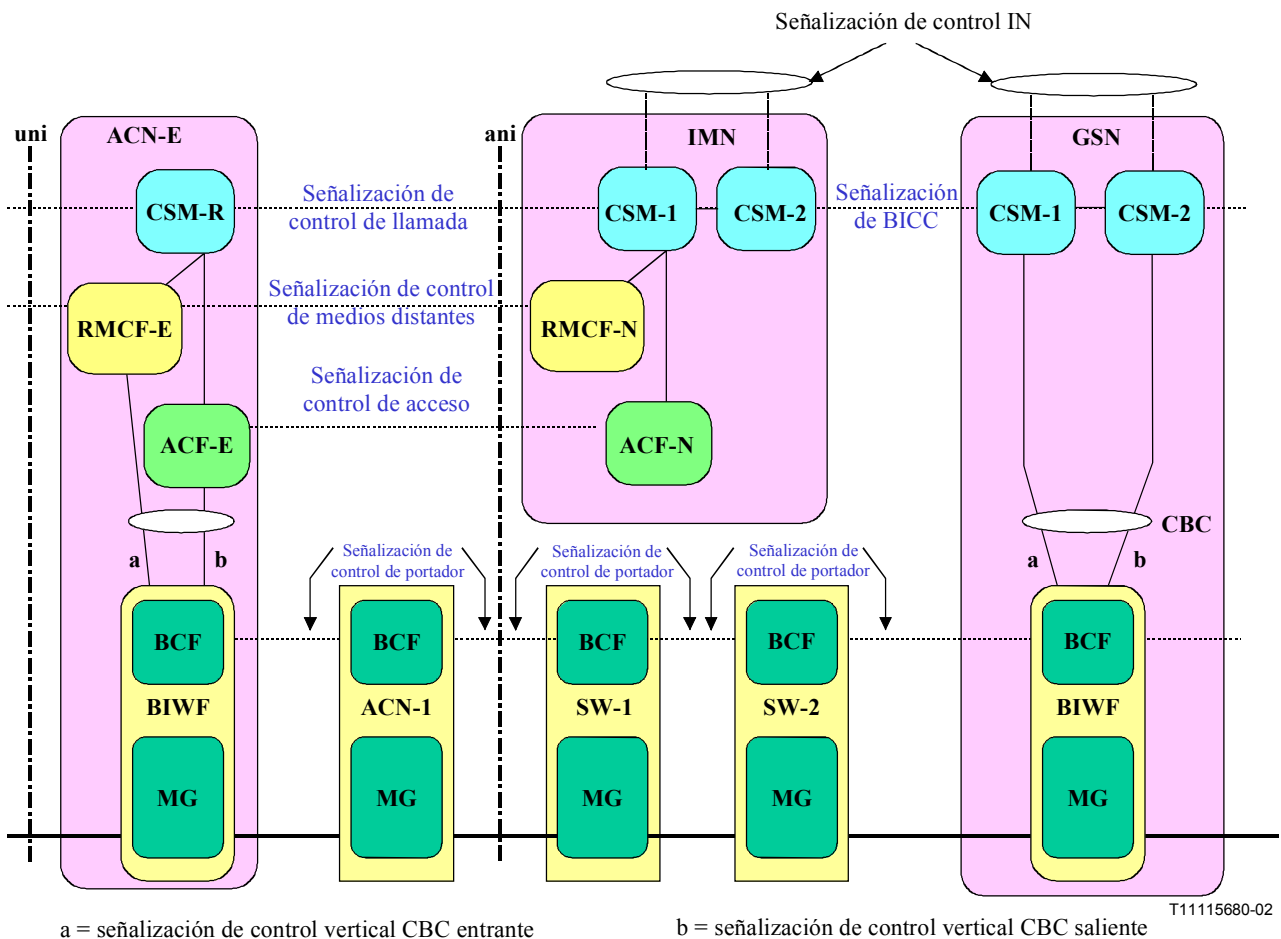 Señalización de control IN
uni
ACN-E
ani
IMN
GSN
CSM-R
Señalización de
control de llamada
CSM-1
CSM-2
Señalización
de BICC
CSM-1
CSM-2
RMCF-E
Señalización de control
de medios distantes
RMCF-N
Señalización de
control de acceso
ACF-E
ACF-N
CBC
a
b
Señalización de
control de portador
Señalización de
control de portador
Señalización de
control de portador
a
b
BCF
BCF
BCF
BCF
BCF
BIWF
ACN-1
SW-1
SW-2
BIWF
MG
MG
MG
MG
MG
T11115680-02
a = señalización de control vertical CBC entrante
b = señalización de control vertical CBC saliente